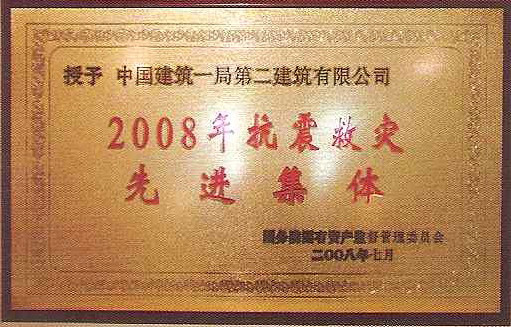 授予 中国建筑一局第二建筑有限公司
2008年抗震救灾
先进集体
国务院国有资产监督管理委员会
二〇〇八年七月